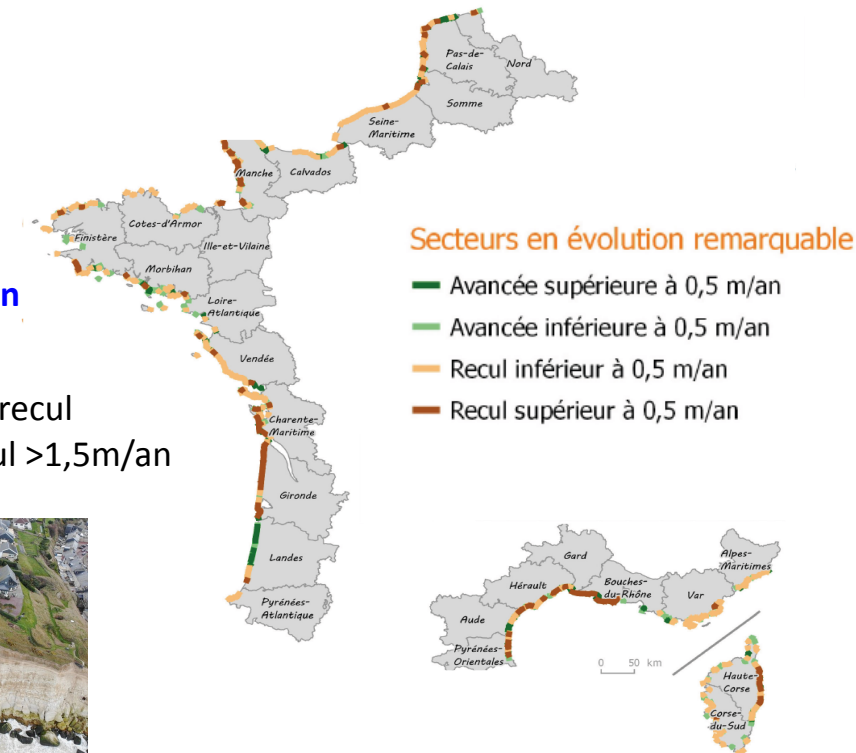 Pas-de-
Calais
Nord
Somme
Seine-
Maritime
Manche
Calvados
Finistère
Cotes-d'Armor
Ille-et-Vilaine
Morbihan
Loire-
Atlantique
Vendée
Charente-
Maritime
Gironde
Landes
Pyrénées-
Atlantique
n
recul
ul >1,5m/an
Secteurs en évolution remarquable
Avancée supérieure à 0,5 m/an
Avancée inférieure à 0,5 m/an
Recul inférieur à 0,5 m/an
Recul supérieur à 0,5 m/an
Alpes-
Maritimes
Gard
Hérault
Bouches-
du-Rhône
Var
Aude
Pyrénées-
Orientales
0 50 km
Haute-
Corse
Corse-
du-Sud